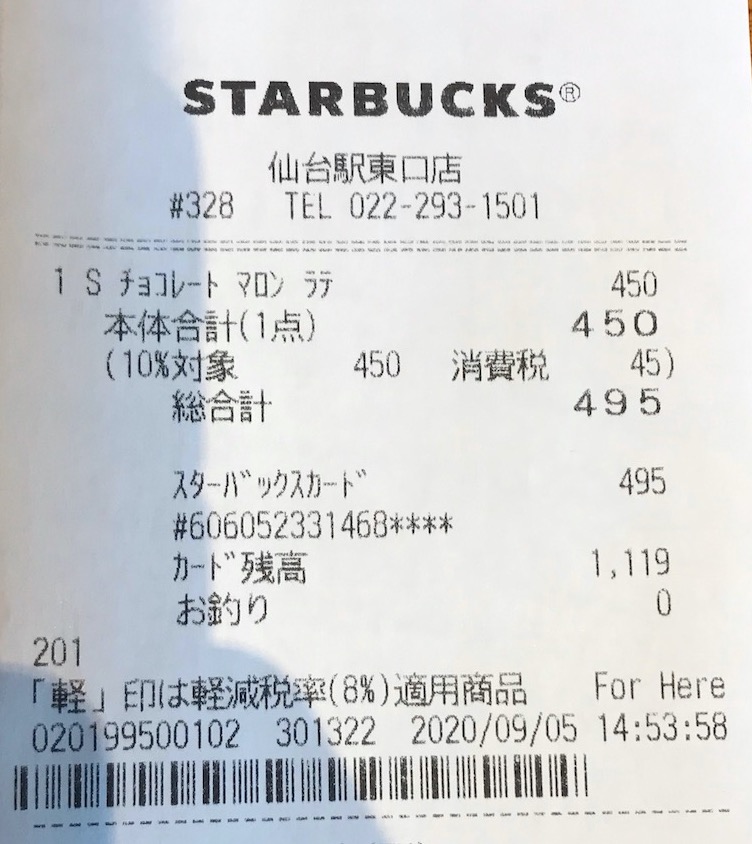 STARBUCKS®
仙台駅東口店
#328 TEL 022-293-1501
1 S ﾁｮｺﾚｰﾄ ﾏﾛﾝ ﾗﾃ 450
本体合計(1点) 450
(10%対象 450 消費税 45)
総合計 495
ｽﾀｰﾊﾞｯｸｽｶｰﾄﾞ 495
#606052331468****
ｶｰﾄﾞ残高 1,119
お釣り 0
201
「軽」印は軽減税率(8%)適用商品 For Here
020199500102 301322 2020/09/05 14:53:58